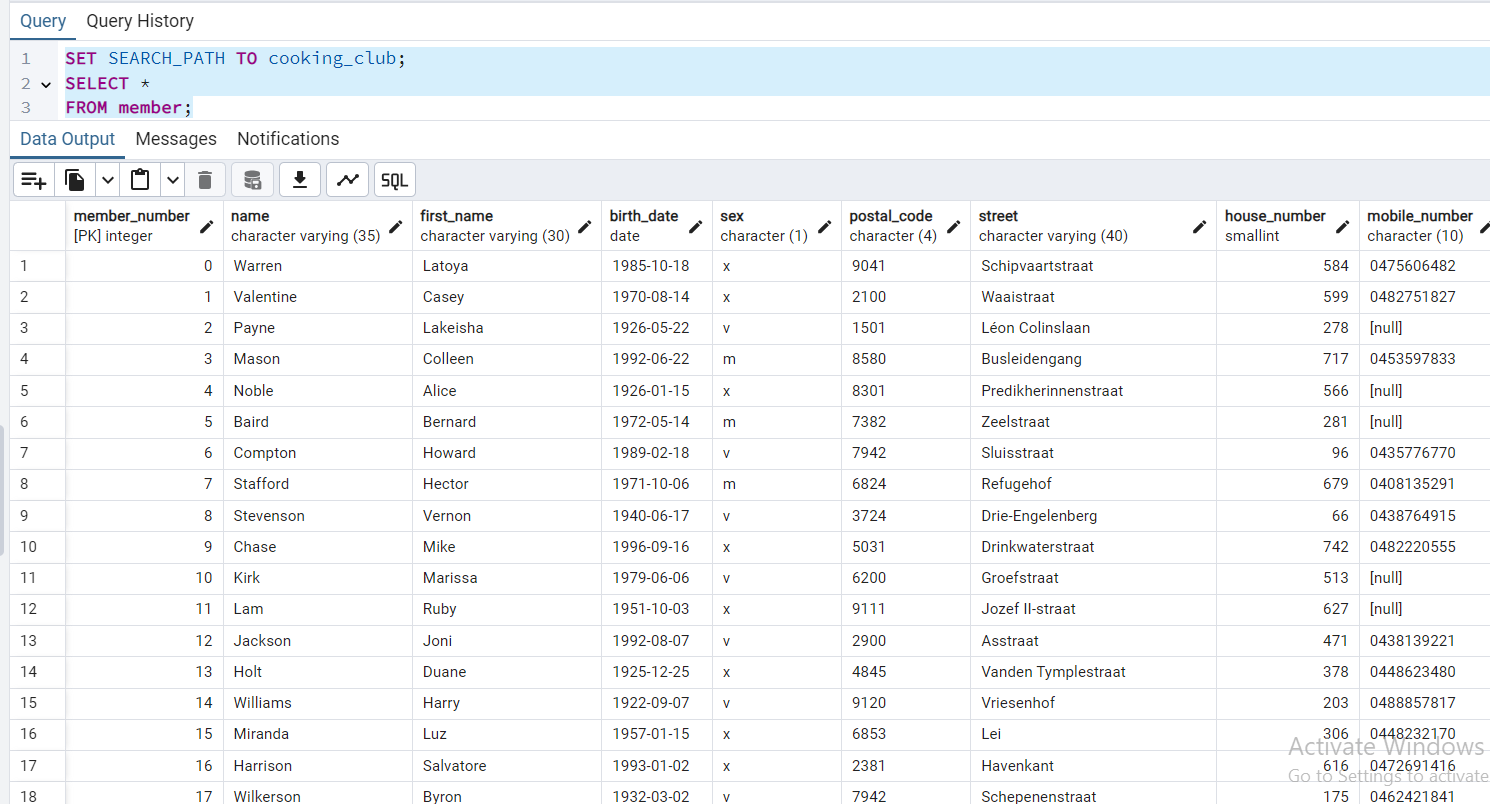 Query Query History
1 SET SEARCH_PATH TO cooking_club;
2 SELECT *
3 FROM member;
Data Output Messages Notifications
SQL
member_number name first_name birth_date sex postal_code street house_number mobile_number
[PK] integer character varying (35) character varying (30) date character (1) character (4) character varying (40) smallint character (10)
1 0 Warren Latoya 1985-10-18 x 9041 Schipvaartstraat 584 0475606482
2 1 Valentine Casey 1970-08-14 x 2100 Waaistraat 599 0482751827
3 2 Payne Lakeisha 1926-05-22 v 1501 Léon Colinslaan 278 [null]
4 3 Mason Colleen 1992-06-22 m 8580 Busleidengang 717 0453597833
5 4 Noble Alice 1926-01-15 x 8301 Predikherinnenstraat 566 [null]
6 5 Baird Bernard 1972-05-14 m 7382 Zeelstraat 281 [null]
7 6 Compton Howard 1989-02-18 v 7942 Sluisstraat 96 0435776770
8 7 Stafford Hector 1971-10-06 m 6824 Refugehof 679 0408135291
9 8 Stevenson Vernon 1940-06-17 v 3724 Drie-Engelenberg 66 0438764915
10 9 Chase Mike 1996-09-16 x 5031 Drinkwaterstraat 742 0482220555
11 10 Kirk Marissa 1979-06-06 v 6200 Groefstraat 513 [null]
12 11 Lam Ruby 1951-10-03 x 9111 Jozef II-straat 627 [null]
13 12 Jackson Joni 1992-08-07 v 2900 Asstraat 471 0438139221
14 13 Holt Duane 1925-12-25 x 4845 Vanden Tymplestraat 378 0448623480
15 14 Williams Harry 1922-09-07 v 9120 Vriesenhof 203 0488857817
16 15 Miranda Luz 1957-01-15 x 6853 Lei 306 0448232170
Activate Windows
17 16 Harrison Salvatore 1993-01-02 x 2381 Havenkant 616 0472691416
Go to Settings to activate
18 17 Wilkerson Byron 1932-03-02 v 7942 Schepenenstraat 175 0462421841